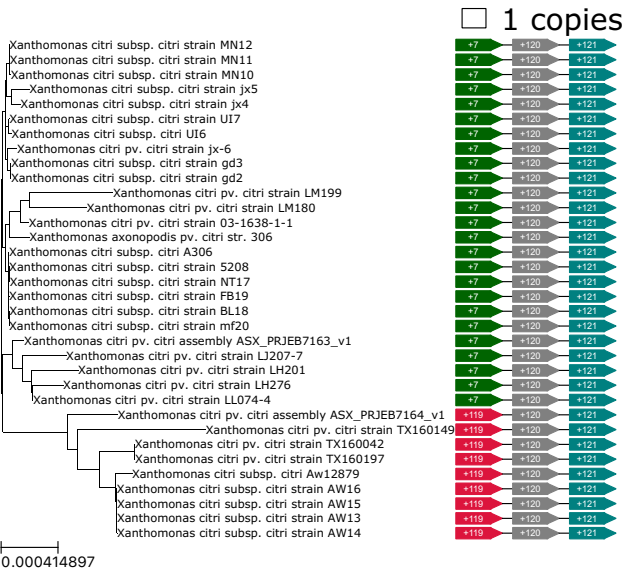 1 copies
Xanthomonas citri subsp. citri strain MN12 +7 +120 +121
Xanthomonas citri subsp. citri strain MN11 +7 +120 +121
Xanthomonas citri subsp. citri strain MN10 +7 +120 +121
Xanthomonas citri subsp. citri strain jx5 +7 +120 +121
Xanthomonas citri subsp. citri strain jx4 +7 +120 +121
Xanthomonas citri subsp. citri strain UI7 +7 +120 +121
Xanthomonas citri subsp. citri UI6 +7 +120 +121
Xanthomonas citri pv. citri strain jx-6 +7 +120 +121
Xanthomonas citri subsp. citri strain gd3 +7 +120 +121
Xanthomonas citri subsp. citri strain gd2 +7 +120 +121
Xanthomonas citri pv. citri strain LM199 +7 +120 +121
Xanthomonas citri pv. citri strain LM180 +7 +120 +121
Xanthomonas citri pv. citri strain 03-1638-1-1 +7 +120 +121
Xanthomonas axonopodis pv. citri str. 306 +7 +120 +121
Xanthomonas citri subsp. citri A306 +7 +120 +121
Xanthomonas citri subsp. citri strain 5208 +7 +120 +121
Xanthomonas citri subsp. citri strain NT17 +7 +120 +121
Xanthomonas citri subsp. citri strain FB19 +7 +120 +121
Xanthomonas citri subsp. citri strain BL18 +7 +120 +121
Xanthomonas citri subsp. citri strain mf20 +7 +120 +121
Xanthomonas citri pv. citri assembly ASX_PRJEB7163_v1 +7 +120 +121
Xanthomonas citri pv. citri strain LJ207-7 +7 +120 +121
Xanthomonas citri pv. citri strain LH201 +7 +120 +121
Xanthomonas citri pv. citri strain LH276 +7 +120 +121
Xanthomonas citri pv. citri strain LL074-4 +7 +120 +121
Xanthomonas citri pv. citri assembly ASX_PRJEB7164_v1 +119 +120 +121
Xanthomonas citri pv. citri strain TX160149 +119 +120 +121
Xanthomonas citri pv. citri strain TX160042 +119 +120 +121
Xanthomonas citri pv. citri strain TX160197 +119 +120 +121
Xanthomonas citri subsp. citri Aw12879 +119 +120 +121
Xanthomonas citri subsp. citri strain AW16 +119 +120 +121
Xanthomonas citri subsp. citri strain AW15 +119 +120 +121
Xanthomonas citri subsp. citri strain AW13 +119 +120 +121
Xanthomonas citri subsp. citri strain AW14 +119 +120 +121
0.000414897